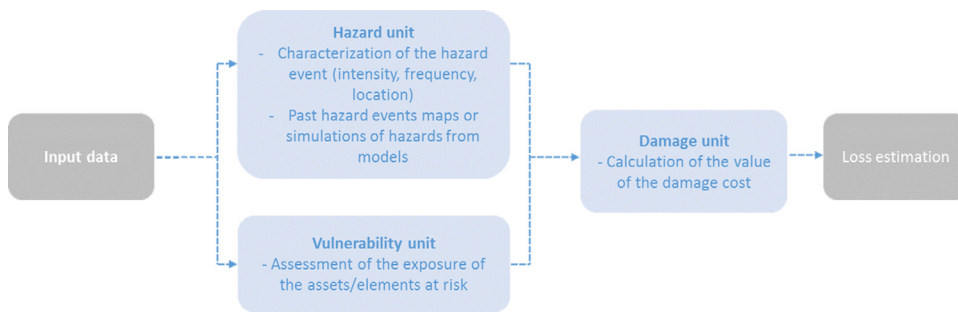 Input data
Hazard unit
- Characterization of the hazard
event (intensity, frequency,
location)
- Past hazard events maps or
simulations of hazards from
models
Vulnerability unit
- Assessment of the exposure of
the assets/elements at risk
Damage unit
- Calculation of the value
of the damage cost
Loss estimation